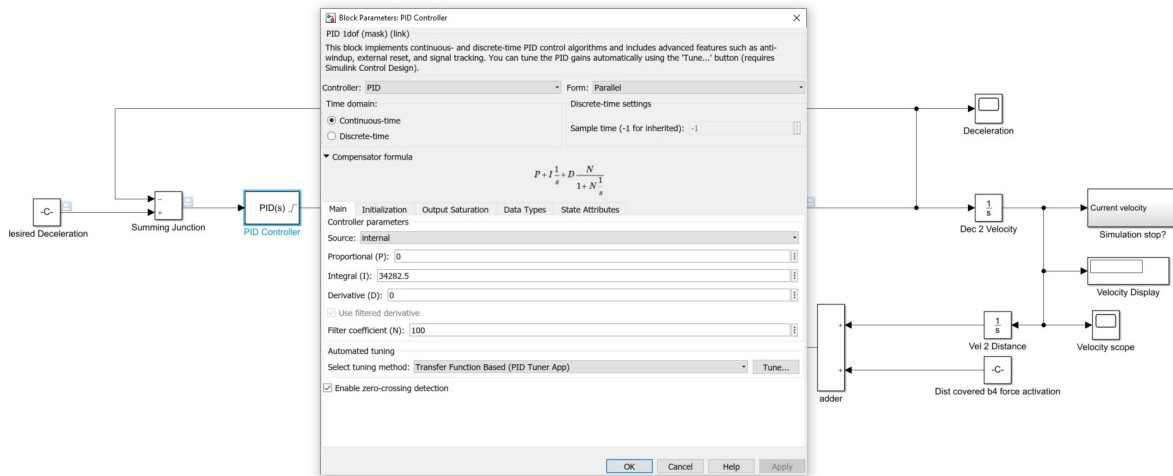 Block Parameters: PID Controller
PID 1dof (mask) (link)
This block implements continuous- and discrete-time PID control algorithms and includes advanced features such as anti-
windup, external reset, and signal tracking. You can tune the PID gains automatically using the 'Tune...' button (requires
Simulink Control Design).
Controller: PID
Form: Parallel
Time domain:
Continuous-time
Discrete-time
Discrete-time settings
Sample time (-1 for inherited): -1
Compensator formula
P+I 1/s + D N/(1+N 1/s)
Main Initialization Output Saturation Data Types State Attributes
Controller parameters
Source: internal
Proportional (P): 0
Integral (I): 34282.5
Derivative (D): 0
Use filtered derivative
Filter coefficient (N): 100
Automated tuning
Select tuning method: Transfer Function Based (PID Tuner App) Tune...
Enable zero-crossing detection
OK Cancel Help Apply
-C-
lesired Deceleration
−
+
Summing Junction
PID(s)
PID Controller
Deceleration
1/s
Dec 2 Velocity
Current velocity
Simulation stop?
Velocity Display
1/s
Vel 2 Distance
Velocity scope
-C-
Dist covered b4 force activation
+
+
adder